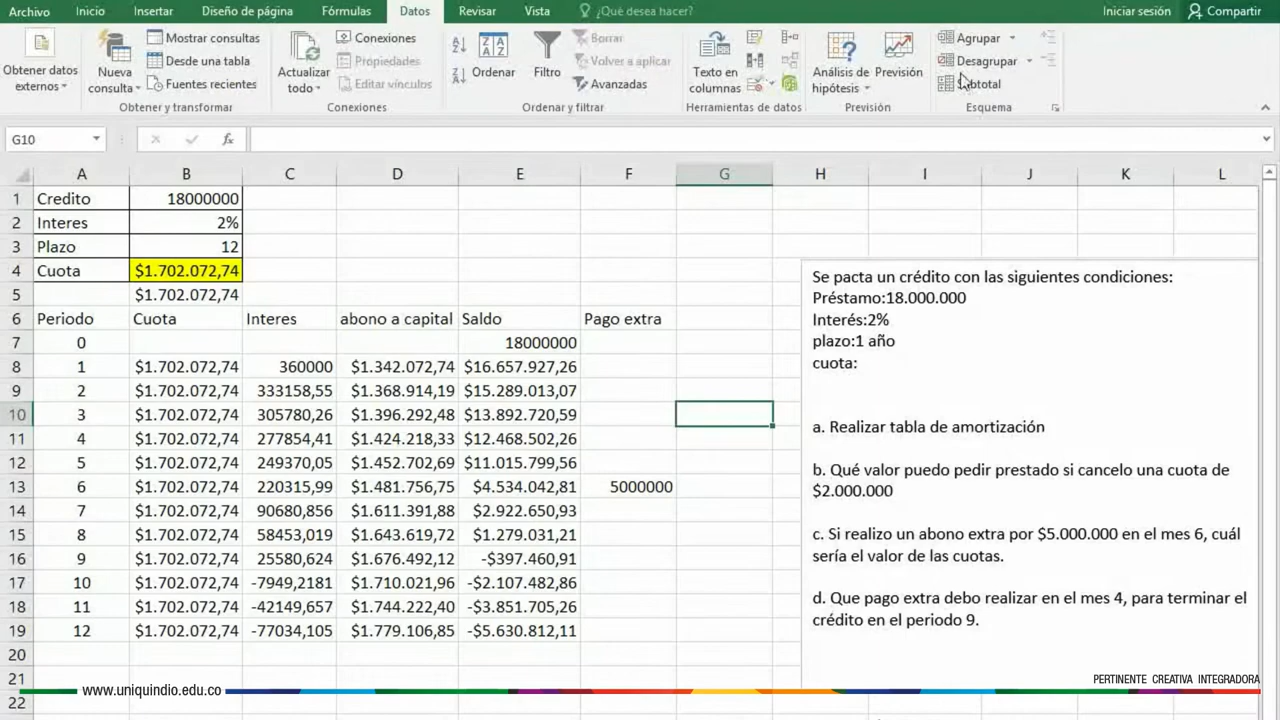 Archivo Inicio Insertar Diseño de página Fórmulas Datos Revisar Vista ¿Qué desea hacer? Iniciar sesión Compartir
Obtener datos externos
Nueva consulta
Mostrar consultas
Desde una tabla
Fuentes recientes
Obtener y transformar
Actualizar todo
Conexiones
Propiedades
Editar vínculos
Conexiones
Ordenar
Filtro
Borrar
Volver a aplicar
Avanzadas
Ordenar y filtrar
Texto en columnas
Herramientas de datos
Análisis de hipótesis
Previsión
Previsión
Agrupar
Desagrupar
Subtotal
Esquema
G10 fx
A B C D E F G H I J K L
1 Credito 18000000
2 Interes 2%
3 Plazo 12
4 Cuota $1.702.072,74
5 $1.702.072,74
6 Periodo Cuota Interes abono a capital Saldo Pago extra
7 0 18000000
8 1 $1.702.072,74 360000 $1.342.072,74 $16.657.927,26
9 2 $1.702.072,74 333158,55 $1.368.914,19 $15.289.013,07
10 3 $1.702.072,74 305780,26 $1.396.292,48 $13.892.720,59
11 4 $1.702.072,74 277854,41 $1.424.218,33 $12.468.502,26
12 5 $1.702.072,74 249370,05 $1.452.702,69 $11.015.799,56
13 6 $1.702.072,74 220315,99 $1.481.756,75 $4.534.042,81 5000000
14 7 $1.702.072,74 90680,856 $1.611.391,88 $2.922.650,93
15 8 $1.702.072,74 58453,019 $1.643.619,72 $1.279.031,21
16 9 $1.702.072,74 25580,624 $1.676.492,12 -$397.460,91
17 10 $1.702.072,74 -7949,2181 $1.710.021,96 -$2.107.482,86
18 11 $1.702.072,74 -42149,657 $1.744.222,40 -$3.851.705,26
19 12 $1.702.072,74 -77034,105 $1.779.106,85 -$5.630.812,11
20
21
22
Se pacta un crédito con las siguientes condiciones:
Préstamo:18.000.000
Interés:2%
plazo:1 año
cuota:
a. Realizar tabla de amortización
b. Qué valor puedo pedir prestado si cancelo una cuota de
$2.000.000
c. Si realizo un abono extra por $5.000.000 en el mes 6, cuál
sería el valor de las cuotas.
d. Que pago extra debo realizar en el mes 4, para terminar el
crédito en el periodo 9.
PERTINENTE CREATIVA INTEGRADORA
www.uniquindio.edu.co